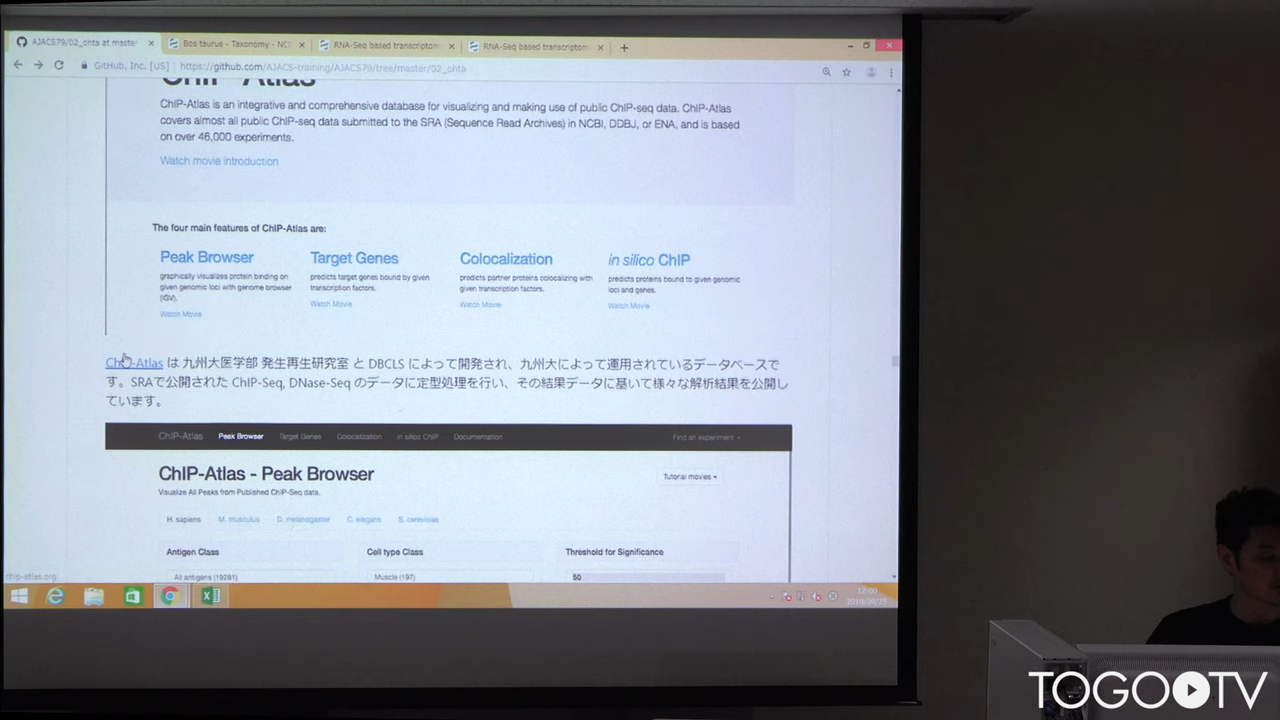 AJACS79/02_ohta at master
Bos taurus - Taxonomy - NCB
RNA-Seq based transcriptom
RNA-Seq based transcriptom
GitHub, Inc. [US] | https://github.com/AJACS-training/AJACS79/tree/master/02_ohta
ChIP-Atlas
ChIP-Atlas is an integrative and comprehensive database for visualizing and making use of public ChIP-seq data. ChIP-Atlas
covers almost all public ChIP-seq data submitted to the SRA (Sequence Read Archives) in NCBI, DDBJ, or ENA, and is based
on over 46,000 experiments.
Watch movie introduction
The four main features of ChIP-Atlas are:
Peak Browser
graphically visualizes protein binding on
given genomic loci with genome browser
(IGV).
Watch Movie
Target Genes
predicts target genes bound by given
transcription factors.
Watch Movie
Colocalization
predicts partner proteins colocalizing with
given transcription factors.
Watch Movie
in silico ChIP
predicts proteins bound to given genomic
loci and genes.
Watch Movie
ChIP-Atlas は 九州大医学部 発生再生研究室 と DBCLS によって開発され、九州大によって運用されているデータベースで
す。SRAで公開された ChIP-Seq, DNase-Seq のデータに定型処理を行い、その結果データに基いて様々な解析結果を公開し
ています。
ChIP-Atlas Peak Browser Target Genes Colocalization in silico ChIP Documentation Find an experiment
ChIP-Atlas - Peak Browser
Tutorial movies
Visualize All Peaks from Published ChIP-Seq data.
H. sapiens M. musculus D. melanogaster C. elegans S. cerevisiae
Antigen Class
Cell type Class
Threshold for Significance
All antigens (19281)
Muscle (197)
50
chip-atlas.org
12:00
TOGO TV